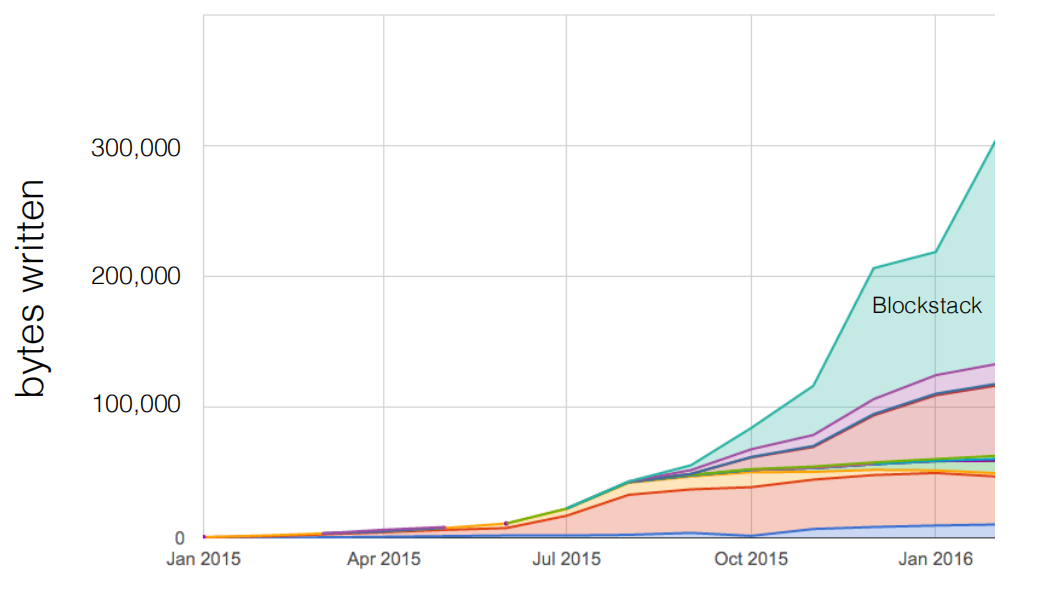 bytes written
300,000
200,000
100,000
0
Blockstack
Jan 2015
Apr 2015
Jul 2015
Oct 2015
Jan 2016